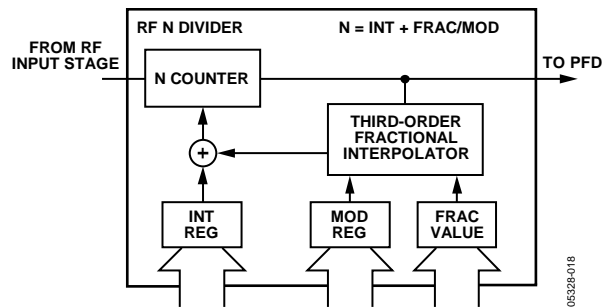 RF N DIVIDER
N = INT + FRAC/MOD
FROM RF
INPUT STAGE
TO PFD
N COUNTER
THIRD-ORDER
FRACTIONAL
INTERPOLATOR
+
INT
REG
MOD
REG
FRAC
VALUE
05328-018